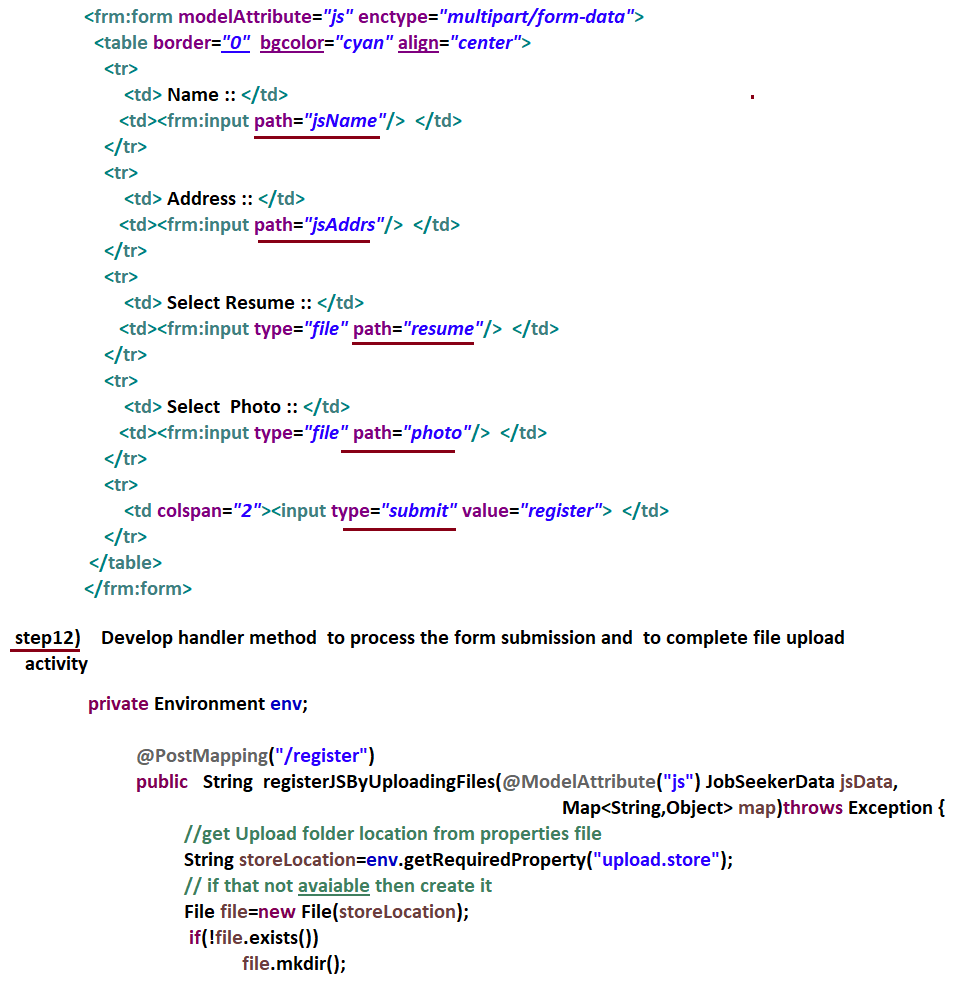 <frm:form modelAttribute="js" enctype="multipart/form-data">
<table border="0" bgcolor="cyan" align="center">
<tr>
<td> Name :: </td>
<td><frm:input path="jsName"/> </td>
</tr>
<tr>
<td> Address :: </td>
<td><frm:input path="jsAddrs"/> </td>
</tr>
<tr>
<td> Select Resume :: </td>
<td><frm:input type="file" path="resume"/> </td>
</tr>
<tr>
<td> Select Photo :: </td>
<td><frm:input type="file" path="photo"/> </td>
</tr>
<tr>
<td colspan="2"><input type="submit" value="register"> </td>
</tr>
</table>
</frm:form>
step12) Develop handler method to process the form submission and to complete file upload
activity
private Environment env;
@PostMapping("/register")
public String registerJSByUploadingFiles(@ModelAttribute("js") JobSeekerData jsData,
Map<String,Object> map)throws Exception {
//get Upload folder location from properties file
String storeLocation=env.getRequiredProperty("upload.store");
// if that not avaiable then create it
File file=new File(storeLocation);
if(!file.exists())
file.mkdir();